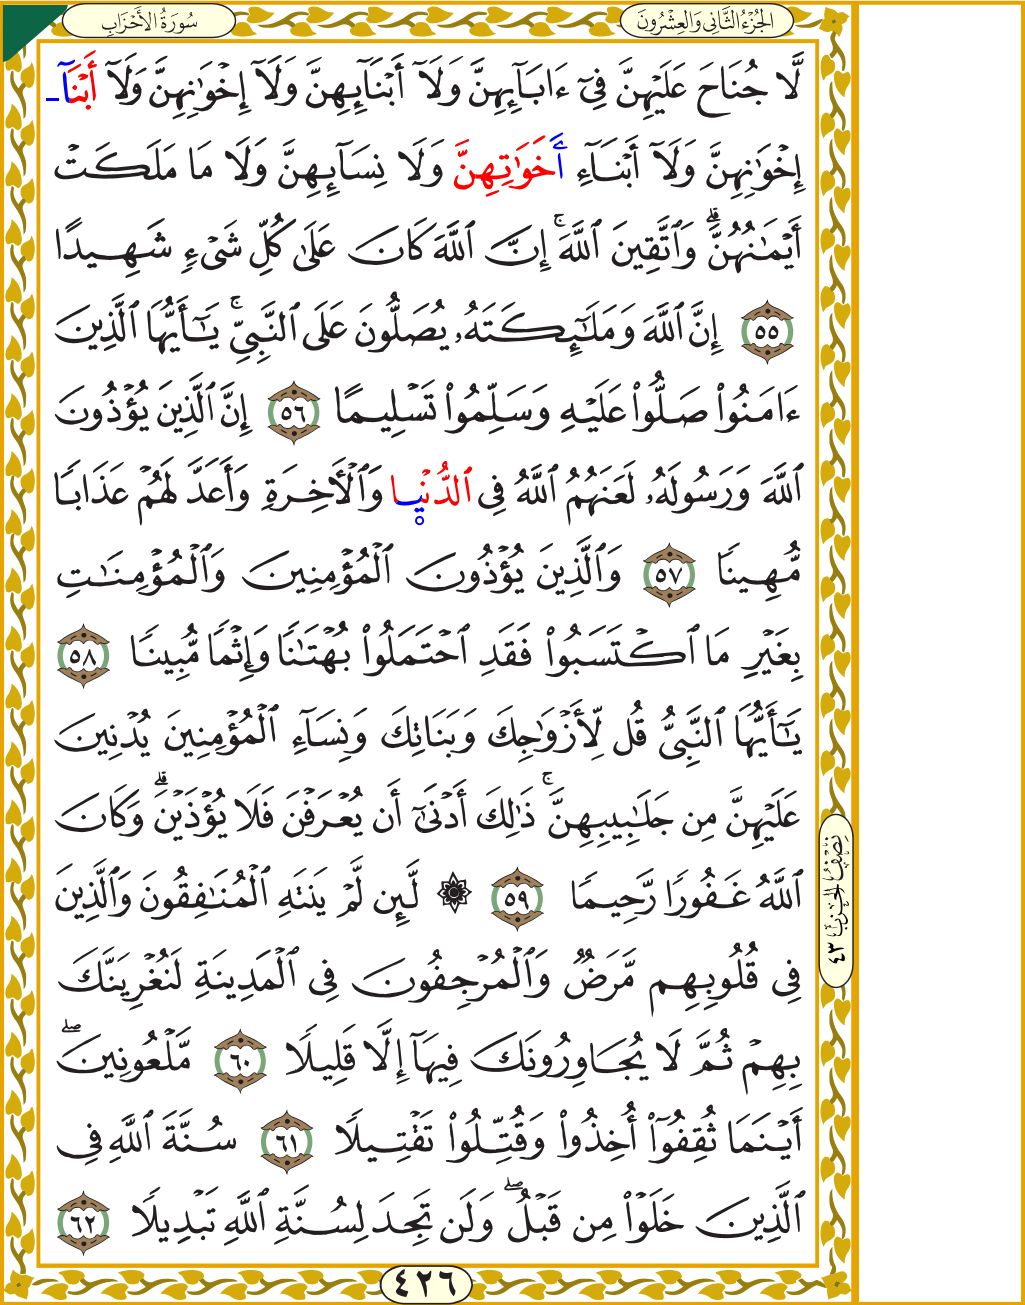 الجُزْءُ الثَّانِي وَالعِشْرُونَ
سُورَةُ الأَحْزَابِ
لَّا جُنَاحَ عَلَيْهِنَّ فِىٓ ءَابَآئِهِنَّ وَلَآ أَبْنَآئِهِنَّ وَلَآ إِخْوَٰنِهِنَّ وَلَآ أَبْنَآ-
إِخْوَٰنِهِنَّ وَلَآ أَبْنَآءِ أَخَوَٰتِهِنَّ وَلَا نِسَآئِهِنَّ وَلَا مَا مَلَكَتْ
أَيْمَٰنُهُنَّۗ وَٱتَّقِينَ ٱللَّهَۚ إِنَّ ٱللَّهَ كَانَ عَلَىٰ كُلِّ شَىْءٍ شَهِيدًا
٥٥ إِنَّ ٱللَّهَ وَمَلَٰٓئِكَتَهُۥ يُصَلُّونَ عَلَى ٱلنَّبِىِّۚ يَٰٓأَيُّهَا ٱلَّذِينَ
ءَامَنُوا۟ صَلُّوا۟ عَلَيْهِ وَسَلِّمُوا۟ تَسْلِيمًا ٥٦ إِنَّ ٱلَّذِينَ يُؤْذُونَ
ٱللَّهَ وَرَسُولَهُۥ لَعَنَهُمُ ٱللَّهُ فِى ٱلدُّنْيَا وَٱلْأَخِرَةِ وَأَعَدَّ لَهُمْ عَذَابًا
مُّهِينًا ٥٧ وَٱلَّذِينَ يُؤْذُونَ ٱلْمُؤْمِنِينَ وَٱلْمُؤْمِنَٰتِ
بِغَيْرِ مَا ٱكْتَسَبُوا۟ فَقَدِ ٱحْتَمَلُوا۟ بُهْتَٰنًا وَإِثْمًا مُّبِينًا ٥٨
يَٰٓأَيُّهَا ٱلنَّبِىُّ قُل لِّأَزْوَٰجِكَ وَبَنَاتِكَ وَنِسَآءِ ٱلْمُؤْمِنِينَ يُدْنِينَ
عَلَيْهِنَّ مِن جَلَٰبِيبِهِنَّۚ ذَٰلِكَ أَدْنَىٰٓ أَن يُعْرَفْنَ فَلَا يُؤْذَيْنَۗ وَكَانَ
ٱللَّهُ غَفُورًا رَّحِيمًا ٥٩ ۞ لَّئِن لَّمْ يَنتَهِ ٱلْمُنَٰفِقُونَ وَٱلَّذِينَ
فِى قُلُوبِهِم مَّرَضٌ وَٱلْمُرْجِفُونَ فِى ٱلْمَدِينَةِ لَنُغْرِيَنَّكَ
بِهِمْ ثُمَّ لَا يُجَاوِرُونَكَ فِيهَآ إِلَّا قَلِيلًا ٦٠ مَّلْعُونِينَۖ
أَيْنَمَا ثُقِفُوٓا۟ أُخِذُوا۟ وَقُتِّلُوا۟ تَقْتِيلًا ٦١ سُنَّةَ ٱللَّهِ فِى
ٱلَّذِينَ خَلَوْا۟ مِن قَبْلُۖ وَلَن تَجِدَ لِسُنَّةِ ٱللَّهِ تَبْدِيلًا ٦٢
نِصْفُ الحِزْبِ ٤٣
٤٢٦